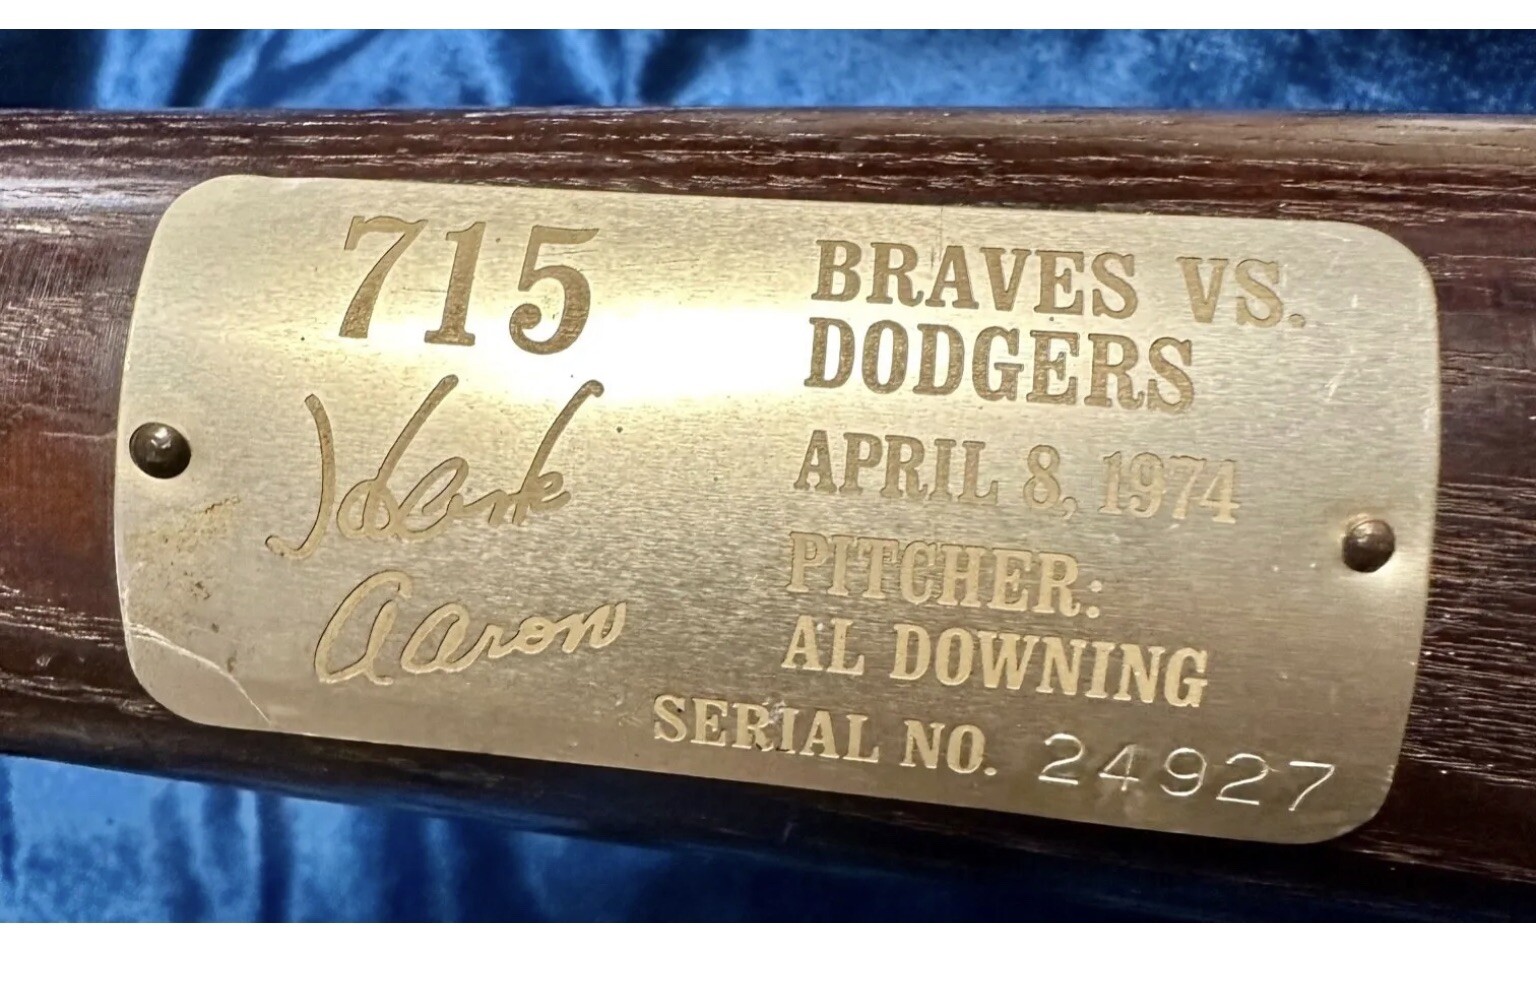 715
Hank
Aaron
BRAVES VS.
DODGERS
APRIL 8, 1974
PITCHER:
AL DOWNING
SERIAL NO. 24927